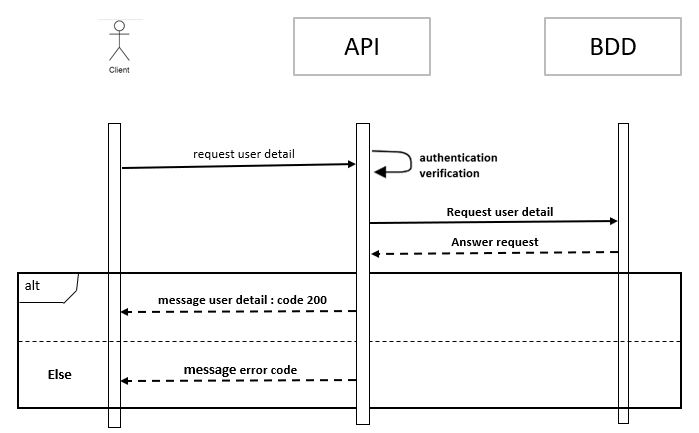 Client
API
BDD
request user detail
authentication
verification
Request user detail
Answer request
alt
message user detail : code 200
Else
message error code